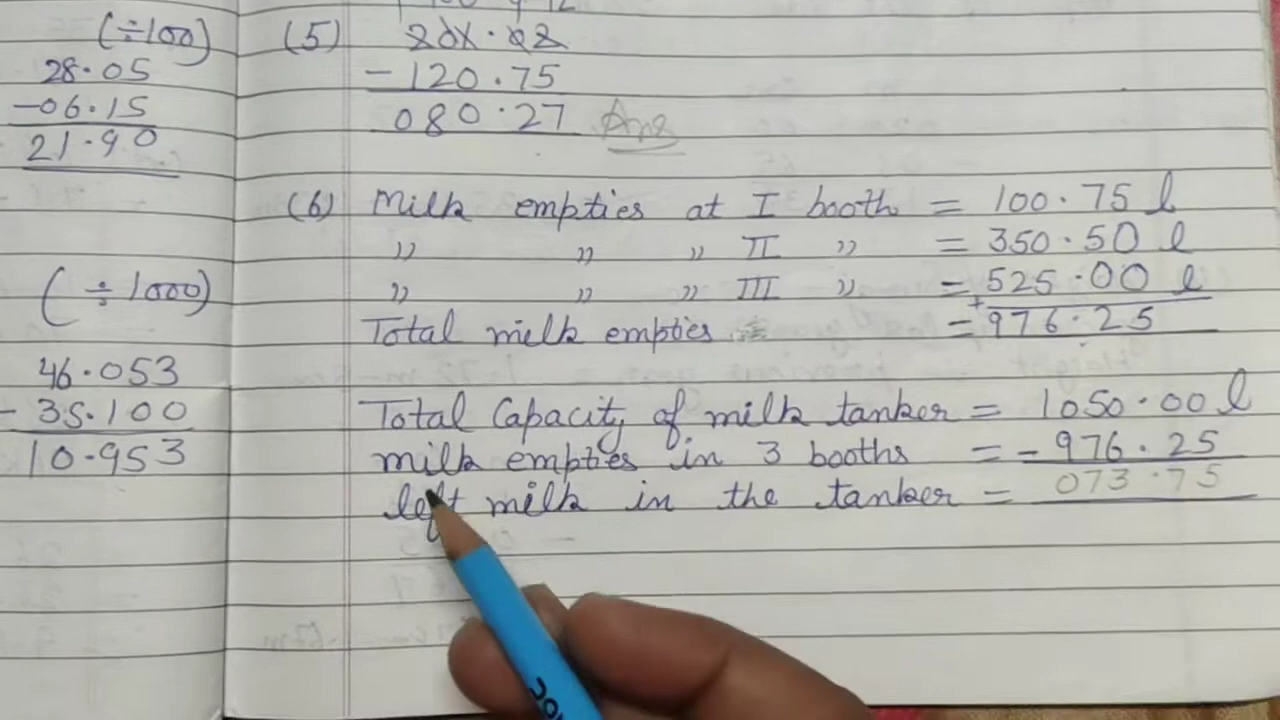 (÷100)
28.05
-06.15
21.90
(÷1000)
46.053
- 35.100
10.953
(5)
- 120.75
080.27 Ans
(6) Milk empties at I booth = 100.75 l
” ” ” II ” = 350.50 l
” ” ” III ” = 525.00 l
Total milk empties = + 976.25
Total Capacity of milk tanker = 1050.00 l
milk empties in 3 booths = - 976.25
left milk in the tanker = 073.75